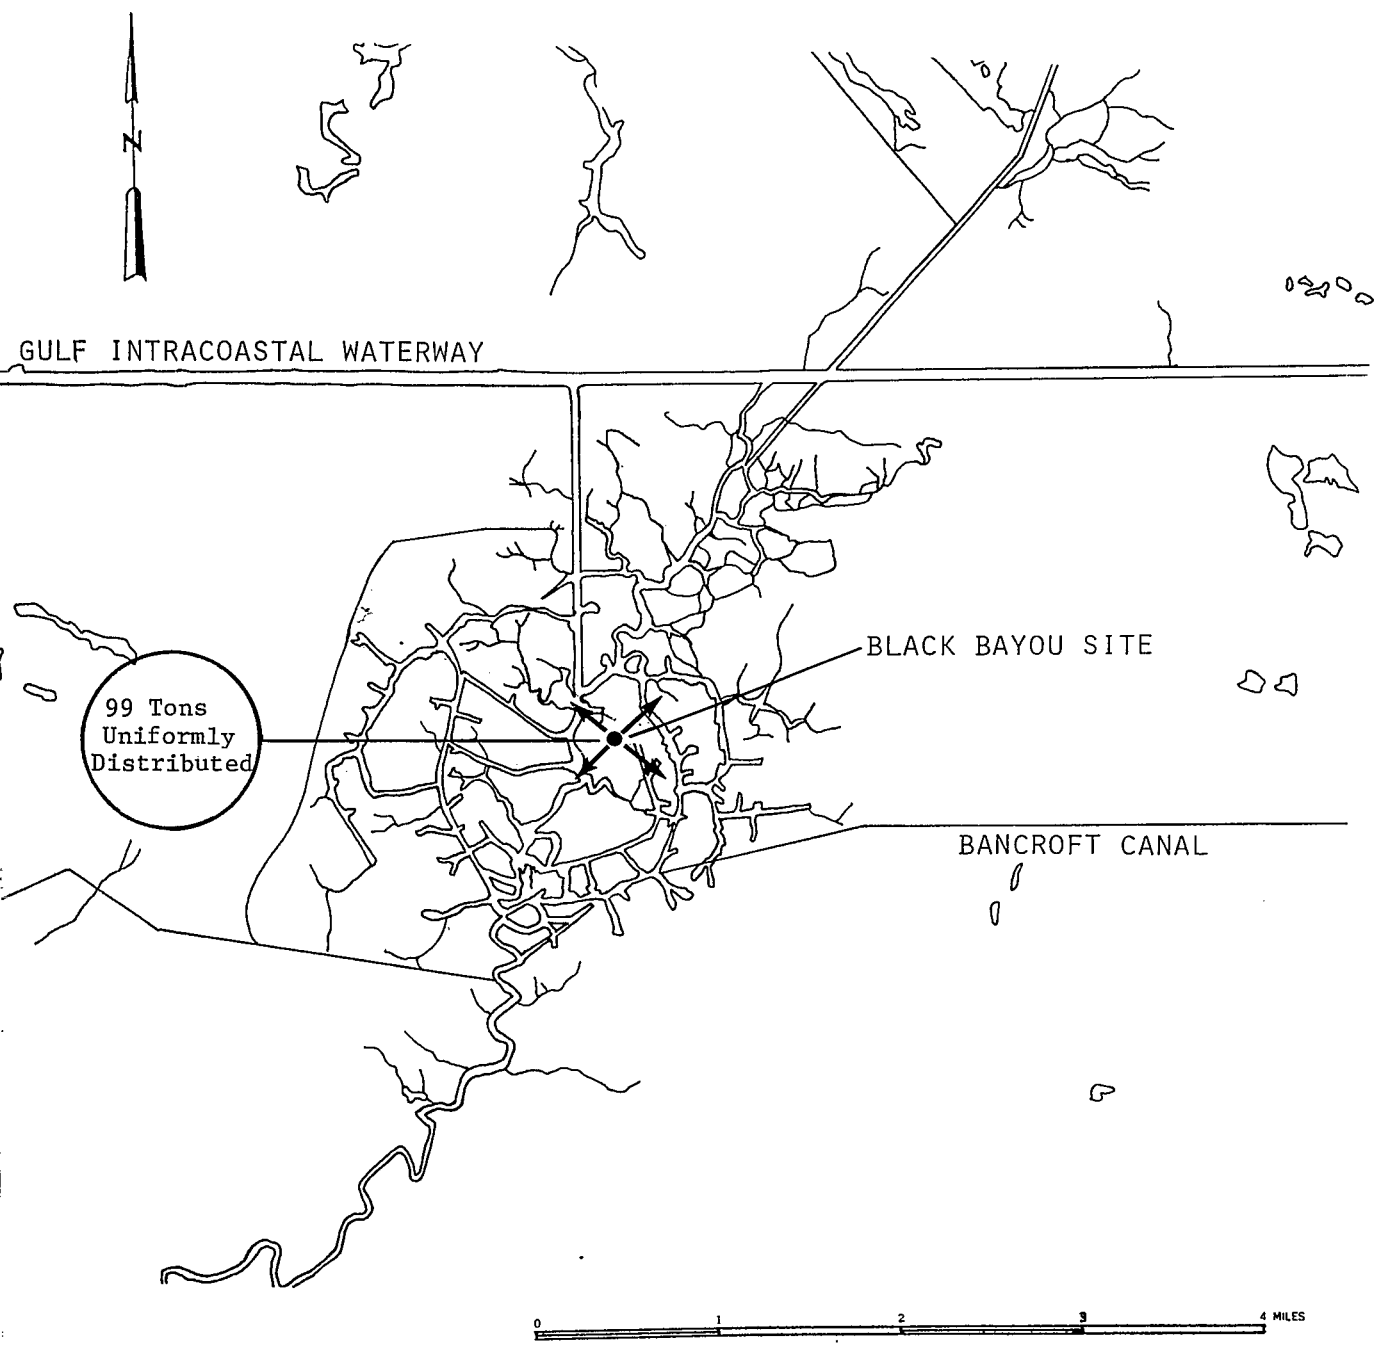 N
GULF INTRACOASTAL WATERWAY
BLACK BAYOU SITE
99 Tons
Uniformly
Distributed
BANCROFT CANAL
0 1 2 3 4 MILES